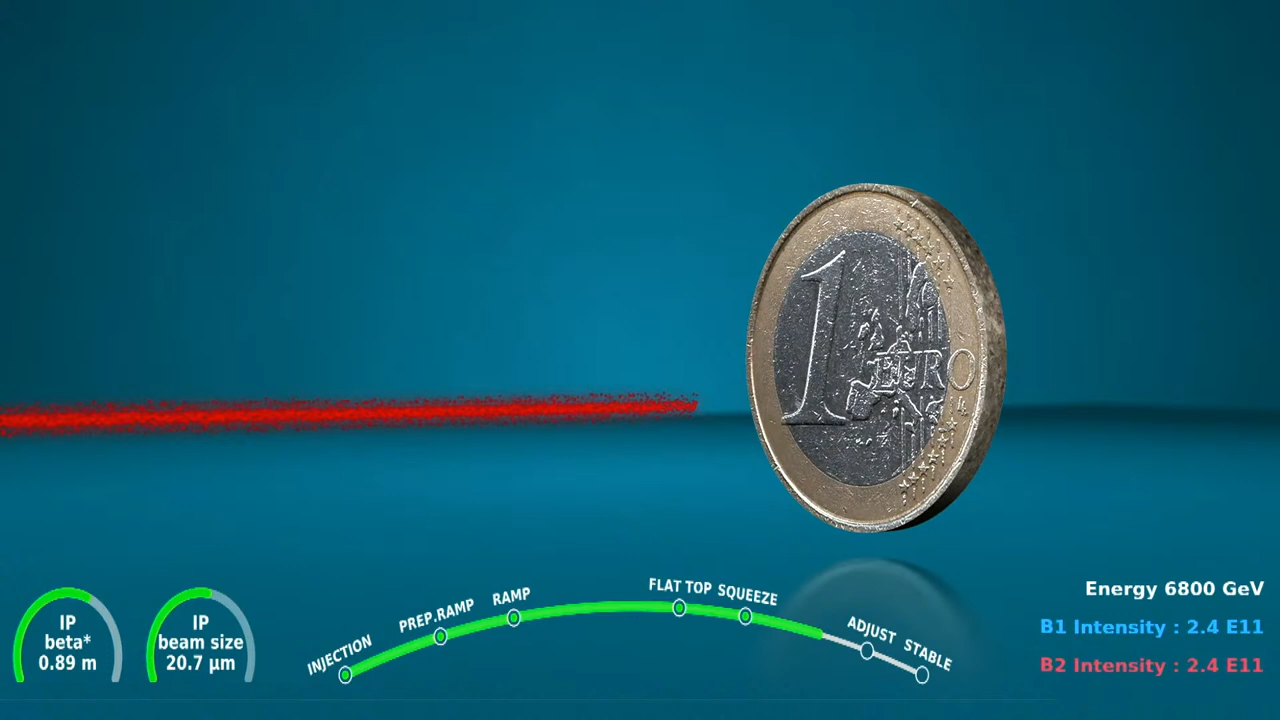 1
EURO
IP
beta*
0.89 m
IP
beam size
20.7 µm
INJECTION
PREP.RAMP
RAMP
FLAT TOP
SQUEEZE
ADJUST
STABLE
Energy 6800 GeV
B1 Intensity : 2.4 E11
B2 Intensity : 2.4 E11